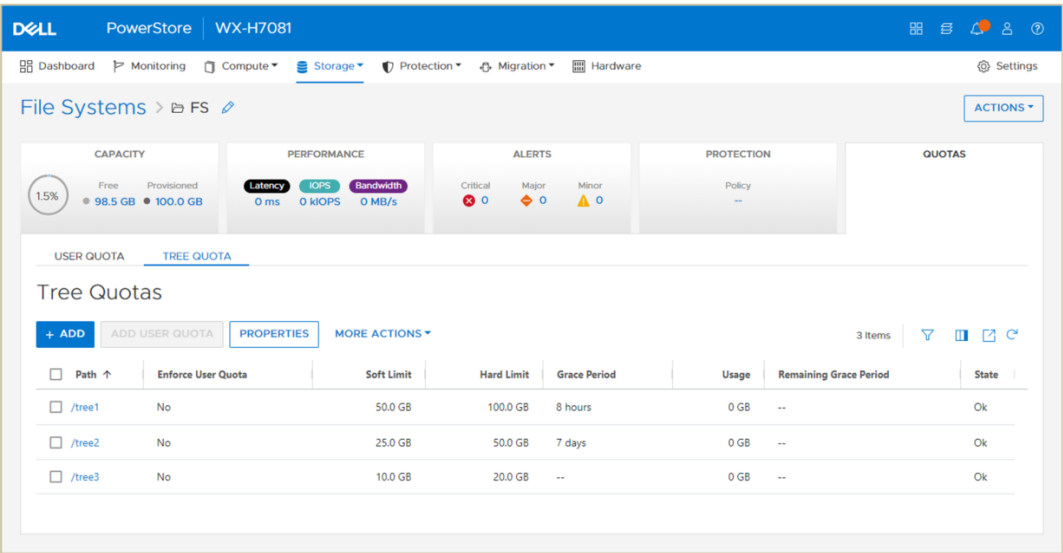 DELL PowerStore WX-H7081
Dashboard Monitoring Compute Storage Protection Migration Hardware Settings
File Systems > FS ACTIONS
CAPACITY PERFORMANCE ALERTS PROTECTION QUOTAS
1.5% Free Provisioned Latency IOPS Bandwidth Critical Major Minor Policy
98.5 GB 100.0 GB 0 ms 0 kIOPS 0 MB/s 0 0 0 --
USER QUOTA TREE QUOTA
Tree Quotas
+ ADD ADD USER QUOTA PROPERTIES MORE ACTIONS 3 Items
Path ↑ Enforce User Quota Soft Limit Hard Limit Grace Period Usage Remaining Grace Period State
/tree1 No 50.0 GB 100.0 GB 8 hours 0 GB -- Ok
/tree2 No 25.0 GB 50.0 GB 7 days 0 GB -- Ok
/tree3 No 10.0 GB 20.0 GB -- 0 GB -- Ok